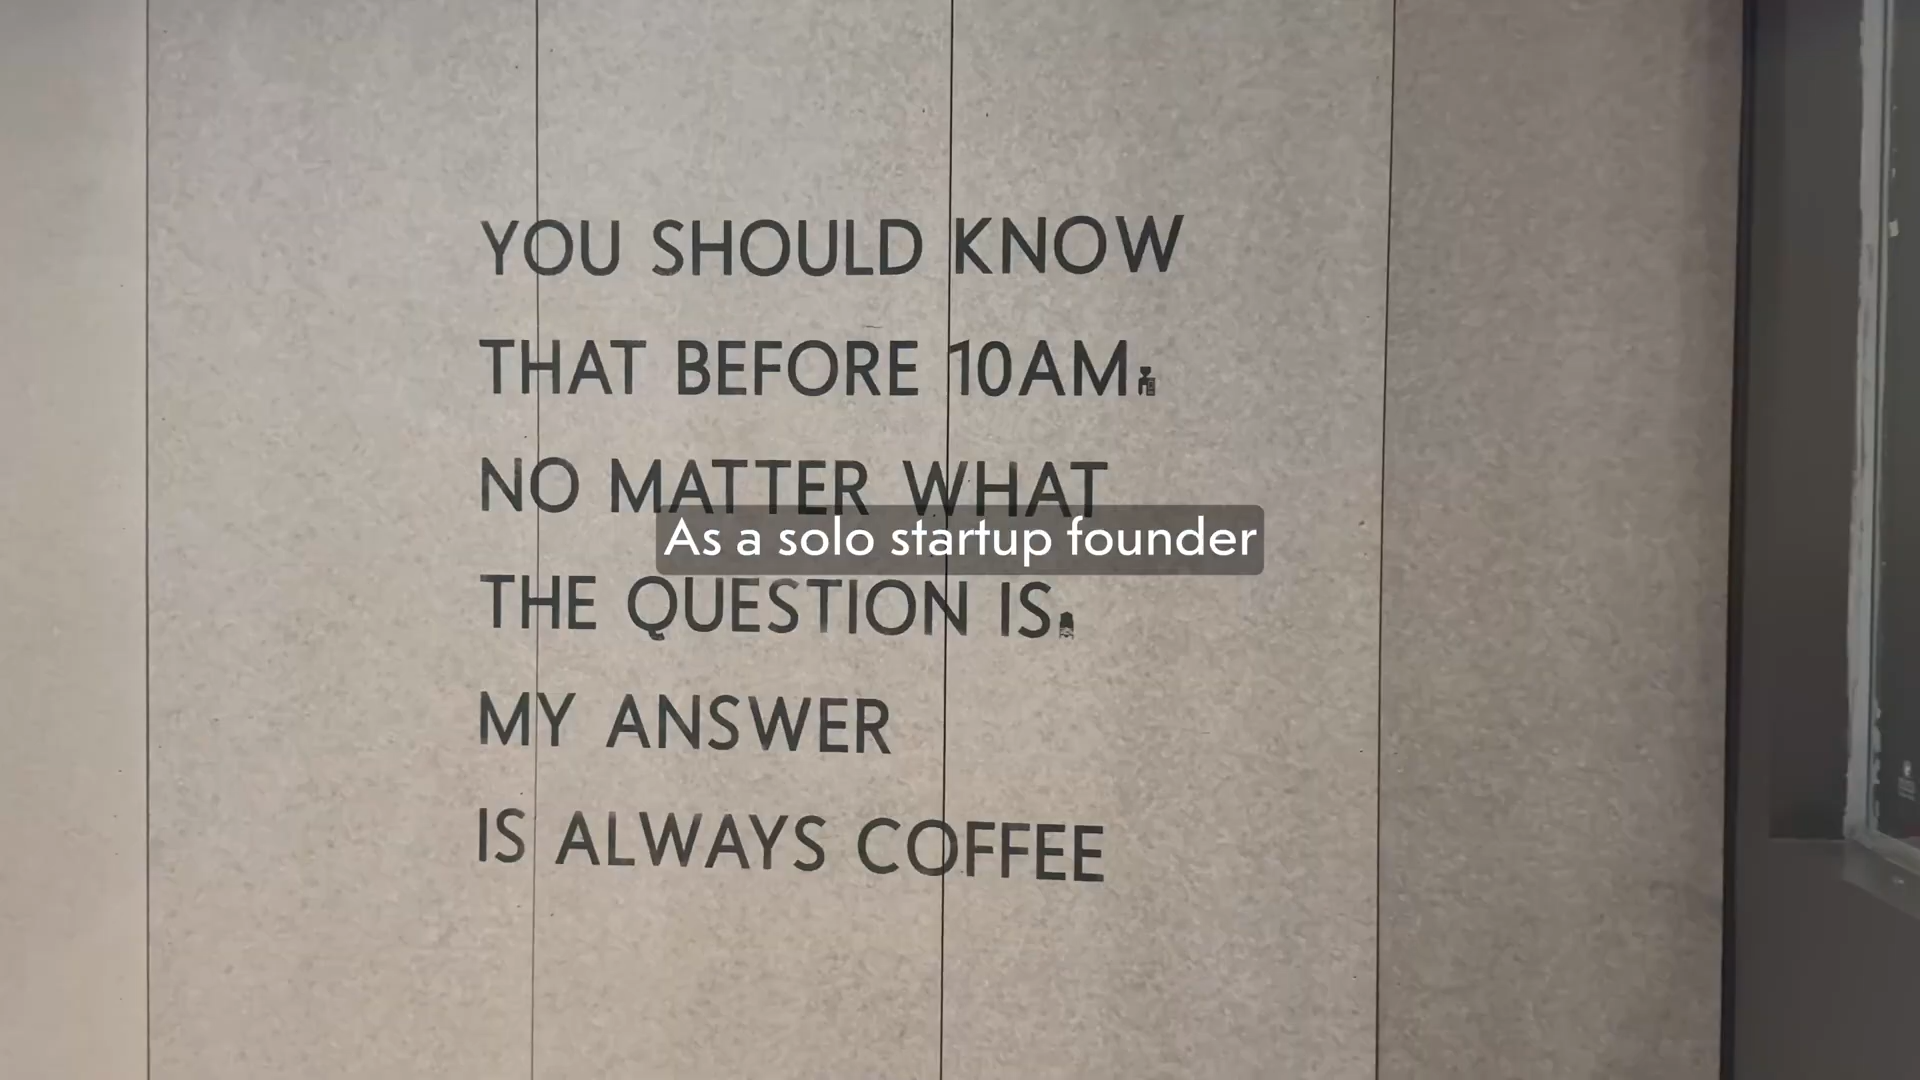 YOU SHOULD KNOW
THAT BEFORE 10AM
NO MATTER WHAT
As a solo startup founder
THE QUESTION IS
MY ANSWER
IS ALWAYS COFFEE